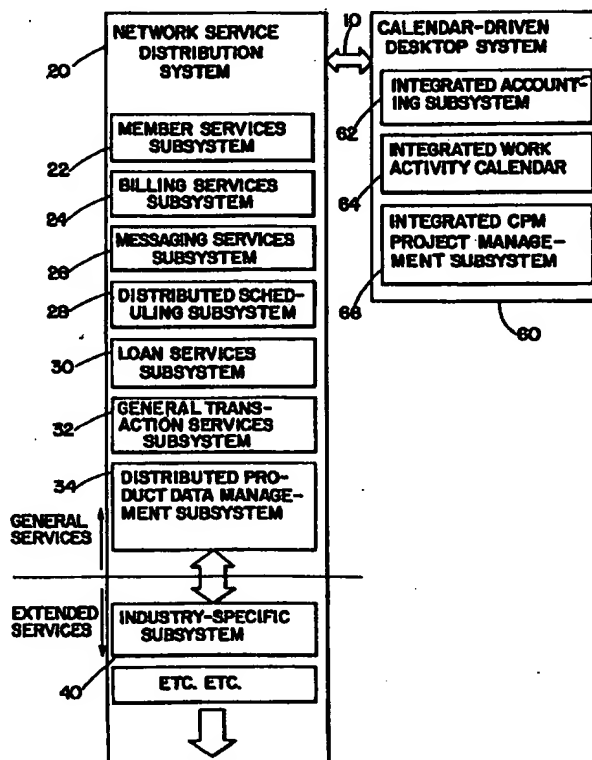 20
NETWORK SERVICE
DISTRIBUTION
SYSTEM
MEMBER SERVICES
SUBSYSTEM
22
BILLING SERVICES
SUBSYSTEM
24
MESSAGING SERVICES
SUBSYSTEM
26
DISTRIBUTED SCHED-
ULING SUBSYSTEM
28
LOAN SERVICES
SUBSYSTEM
30
GENERAL TRANS-
ACTION SERVICES
SUBSYSTEM
32
DISTRIBUTED PRO-
DUCT DATA MANAGE-
MENT SUBSYSTEM
34
GENERAL
SERVICES
EXTENDED
SERVICES
INDUSTRY-SPECIFIC
SUBSYSTEM
40
ETC. ETC.
10
CALENDAR-DRIVEN
DESKTOP SYSTEM
INTEGRATED ACCOUNT-
ING SUBSYSTEM
62
INTEGRATED WORK
ACTIVITY CALENDAR
64
INTEGRATED CPM
PROJECT MANAGE-
MENT SUBSYSTEM
66
60